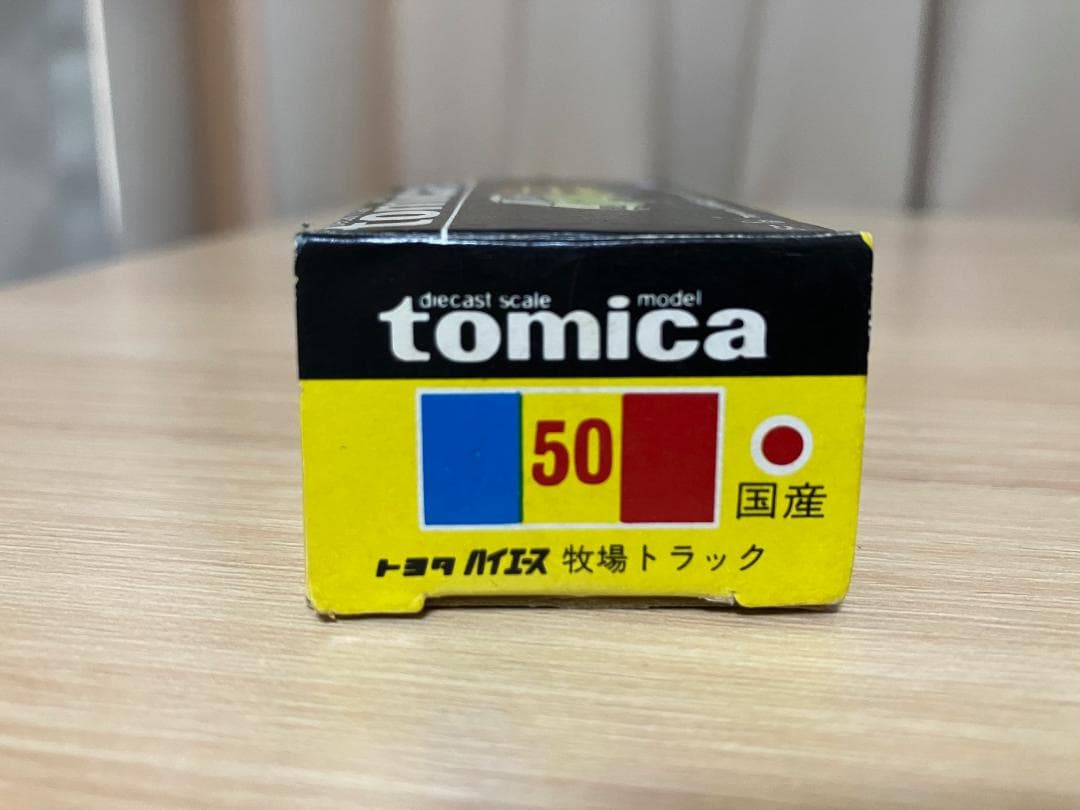 tomica
diecast scale model
tomica
50
国産
トヨタ ハイエース 牧場トラック